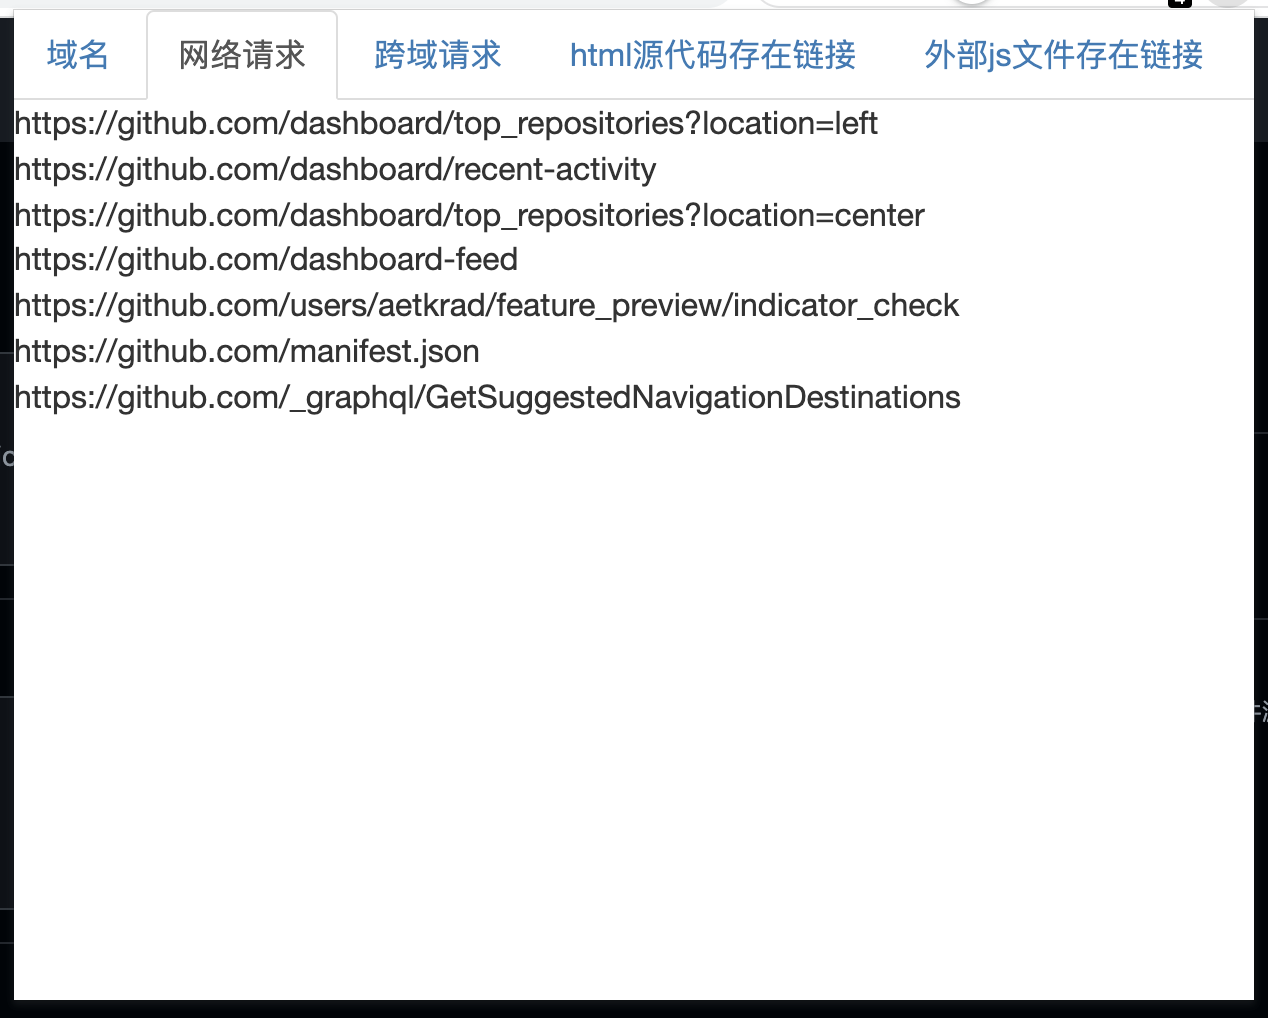 域名 网络请求 跨域请求 html源代码存在链接 外部js文件存在链接
https://github.com/dashboard/top_repositories?location=left
https://github.com/dashboard/recent-activity
https://github.com/dashboard/top_repositories?location=center
https://github.com/dashboard-feed
https://github.com/users/aetkrad/feature_preview/indicator_check
https://github.com/manifest.json
https://github.com/_graphql/GetSuggestedNavigationDestinations